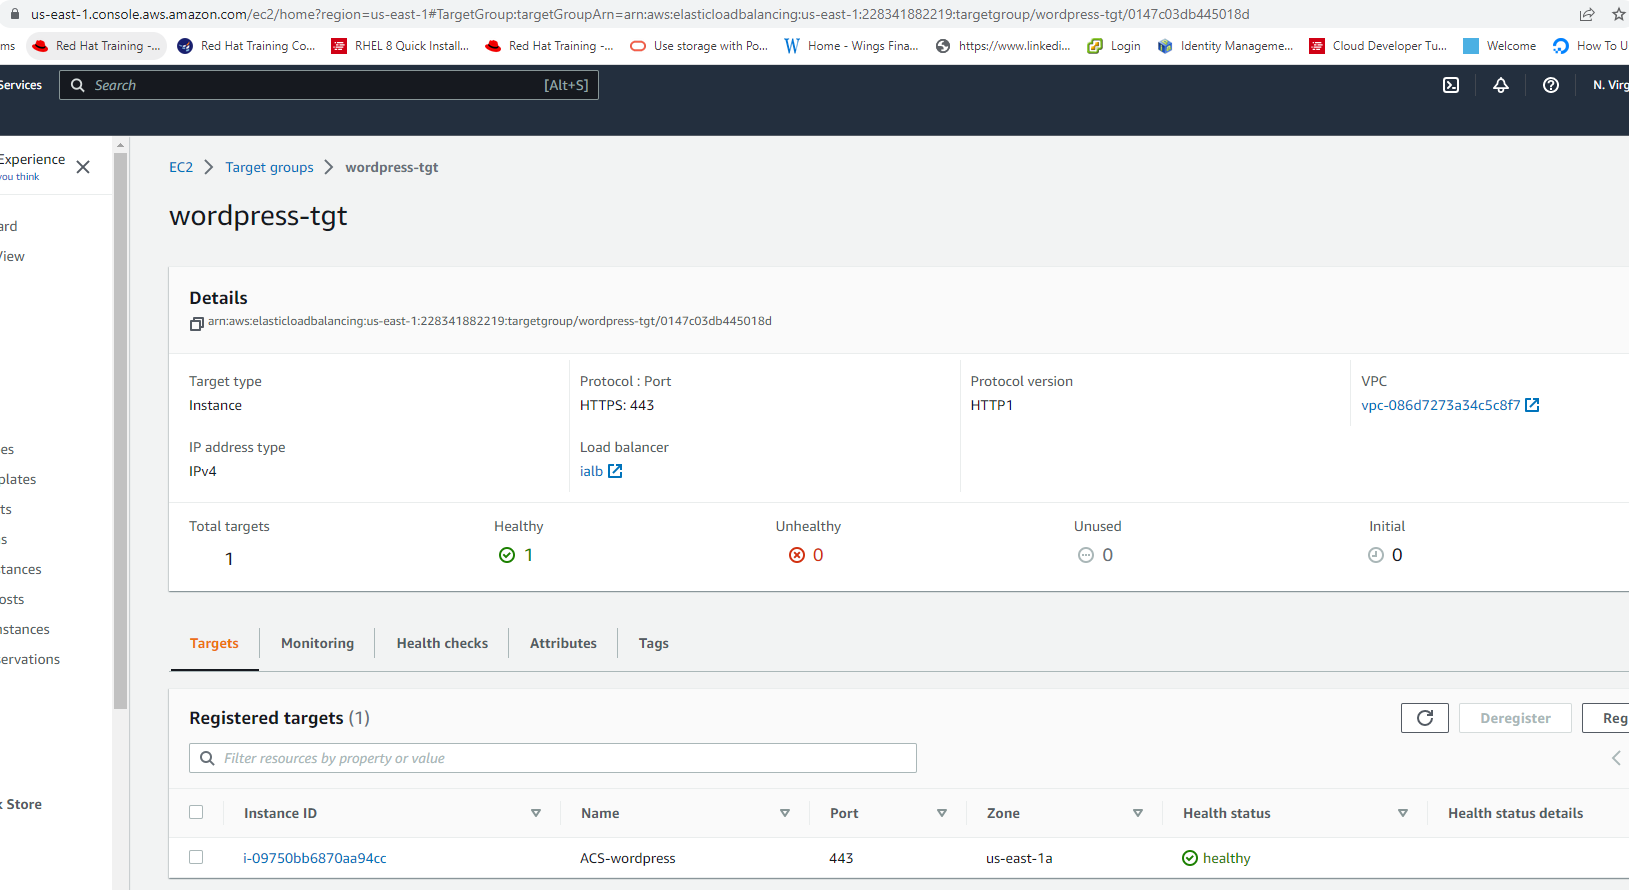 us-east-1.console.aws.amazon.com/ec2/home?region=us-east-1#TargetGroup:targetGroupArn=arn:aws:elasticloadbalancing:us-east-1:228341882219:targetgroup/wordpress-tgt/0147c03db445018d
ms Red Hat Training -... Red Hat Training Co... RHEL 8 Quick Install... Red Hat Training -... Use storage with Po... Home - Wings Fina... https://www.linkedi... Login Identity Manageme... Cloud Developer Tu... Welcome How To U
Services Search [Alt+S] N. Virg
Experience
you think
ard
View
es
plates
ts
s
tances
osts
nstances
servations
k Store
EC2 > Target groups > wordpress-tgt
wordpress-tgt
Details
arn:aws:elasticloadbalancing:us-east-1:228341882219:targetgroup/wordpress-tgt/0147c03db445018d
Target type Protocol : Port Protocol version VPC
Instance HTTPS: 443 HTTP1 vpc-086d7273a34c5c8f7
IP address type Load balancer
IPv4 ialb
Total targets Healthy Unhealthy Unused Initial
1 1 0 0 0
Targets Monitoring Health checks Attributes Tags
Registered targets (1) Deregister Reg
Filter resources by property or value
Instance ID Name Port Zone Health status Health status details
i-09750bb6870aa94cc ACS-wordpress 443 us-east-1a healthy